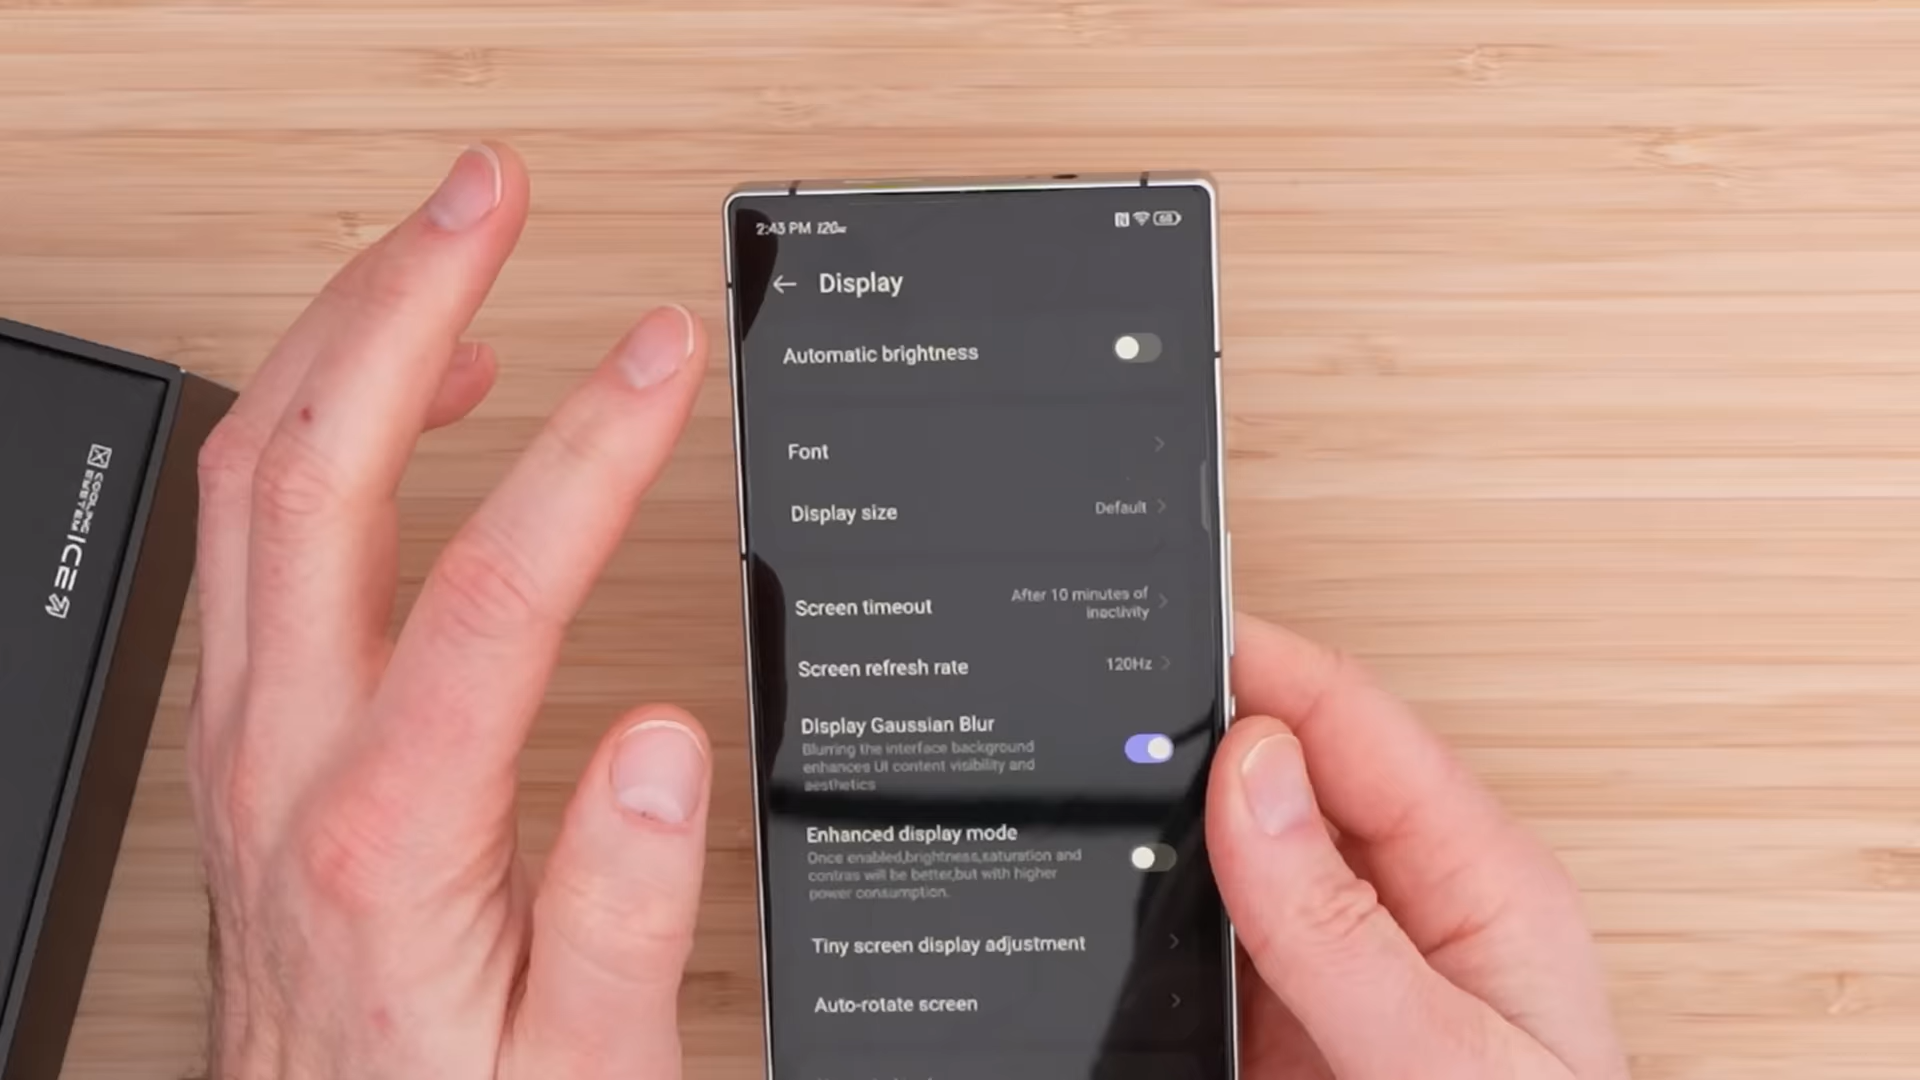 2:43 PM 120Hz
68
Display
Automatic brightness
Font
Display size
Default
Screen timeout
After 10 minutes of
inactivity
Screen refresh rate
120Hz
Display Gaussian Blur
Blurring the interface background
enhances UI content visibility and
aesthetics
Enhanced display mode
Once enabled,brightness,saturation and
contras will be better,but with higher
power consumption.
Tiny screen display adjustment
Auto-rotate screen
ICE